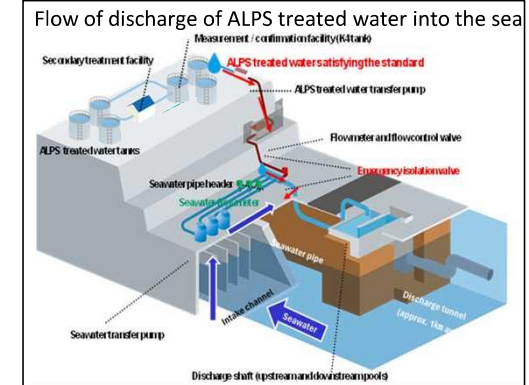 Flow of discharge of ALPS treated water into the sea
Measurement / confirmation facility (K4 tank)
Secondary treatment facility
ALPS treated water satisfying the standard
ALPS treated water transfer pump
Flowmeter and flow control valve
ALPS treated water tanks
Emergency isolation valve
Seawater pipe header
Seawater flowmeter
Seawater pipe
Intake channel
Seawater
Discharge tunnel
(approx. 1km
Seawater transfer pump
Discharge shaft (upstream and downstream pools)